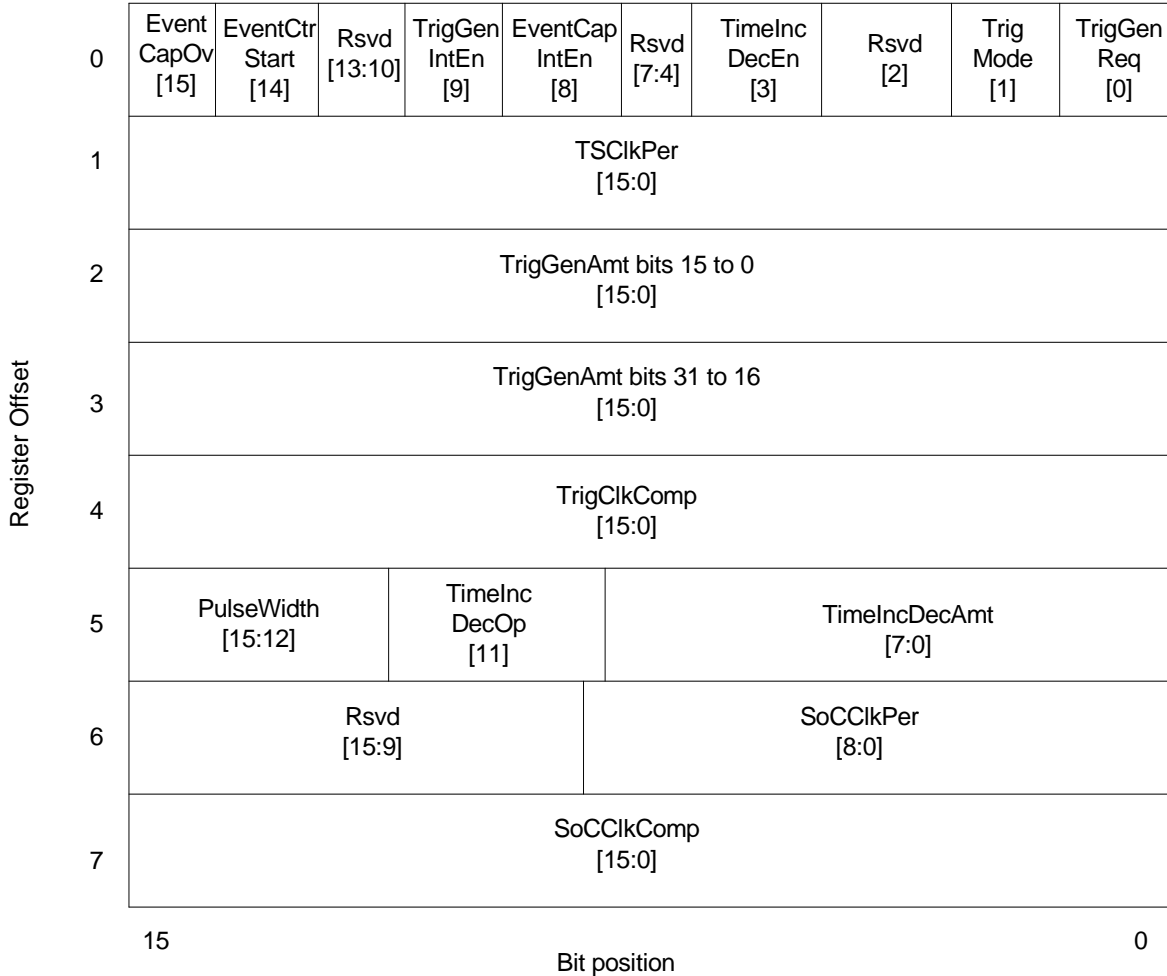 Event
CapOv
[15]
EventCtr
Start
[14]
Rsvd
[13:10]
TrigGen
IntEn
[9]
EventCap
IntEn
[8]
Rsvd
[7:4]
TimeInc
DecEn
[3]
Rsvd
[2]
Trig
Mode
[1]
TrigGen
Req
[0]
0
1
TSClkPer
[15:0]
2
TrigGenAmt bits 15 to 0
[15:0]
3
TrigGenAmt bits 31 to 16
[15:0]
Register Offset
4
TrigClkComp
[15:0]
5
PulseWidth
[15:12]
TimeInc
DecOp
[11]
TimeIncDecAmt
[7:0]
6
Rsvd
[15:9]
SoCClkPer
[8:0]
7
SoCClkComp
[15:0]
15
Bit position
0